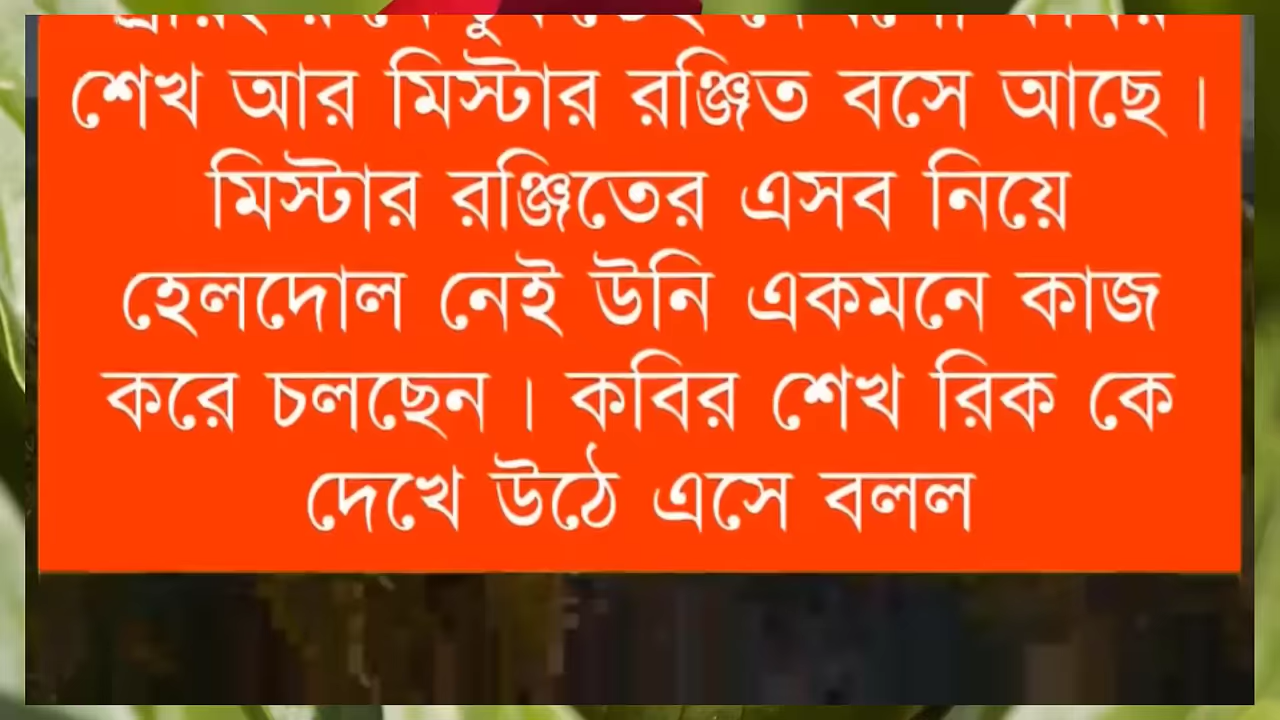 শেখ আর মিস্টার রঞ্জিত বসে আছে।
মিস্টার রঞ্জিতের এসব নিয়ে
হেলদোল নেই উনি একমনে কাজ
করে চলছেন। কবির শেখ রিক কে
দেখে উঠে এসে বলল